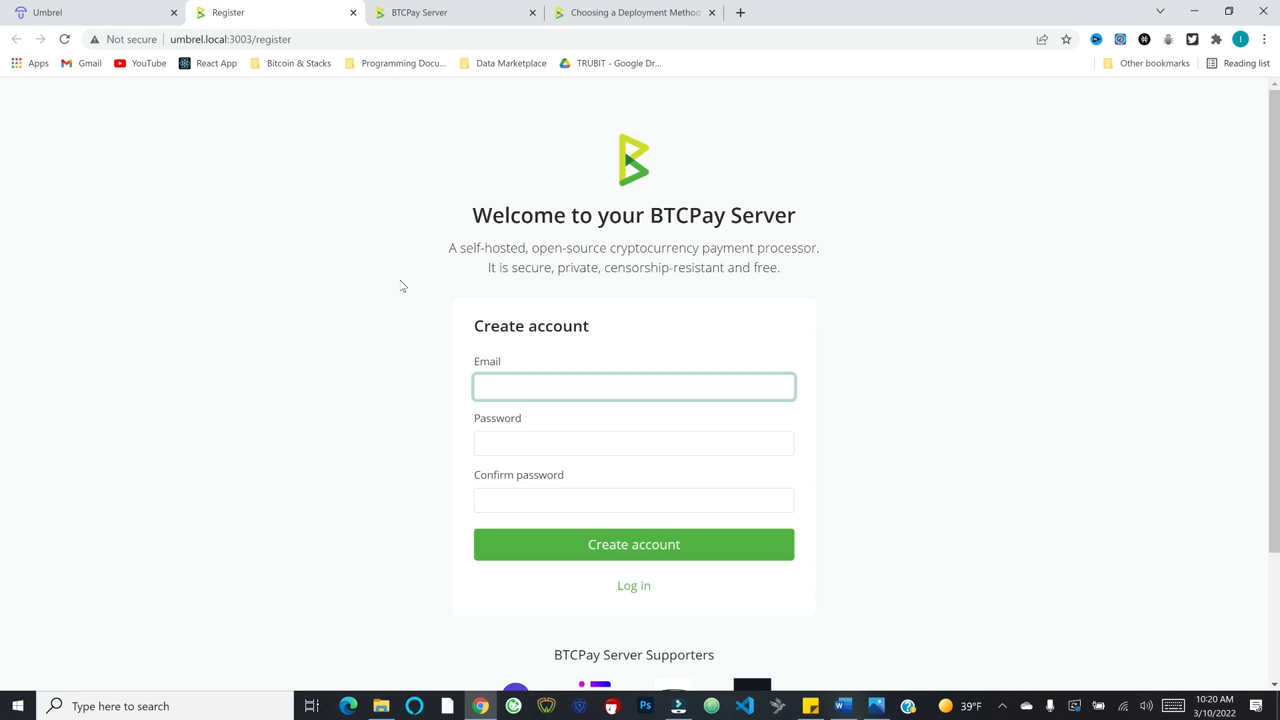 Umbrel
Register
BTCPay Server
Choosing a Deployment Method
Not secure
umbrel.local:3003/register
I
Apps
Gmail
YouTube
React App
Bitcoin & Stacks
Programming Docu...
Data Marketplace
TRUBIT - Google Dr...
Other bookmarks
Reading list
Welcome to your BTCPay Server
A self-hosted, open-source cryptocurrency payment processor.
It is secure, private, censorship-resistant and free.
Create account
Email
Password
Confirm password
Create account
Log in
BTCPay Server Supporters
Type here to search
39°F
10:20 AM
3/10/2022